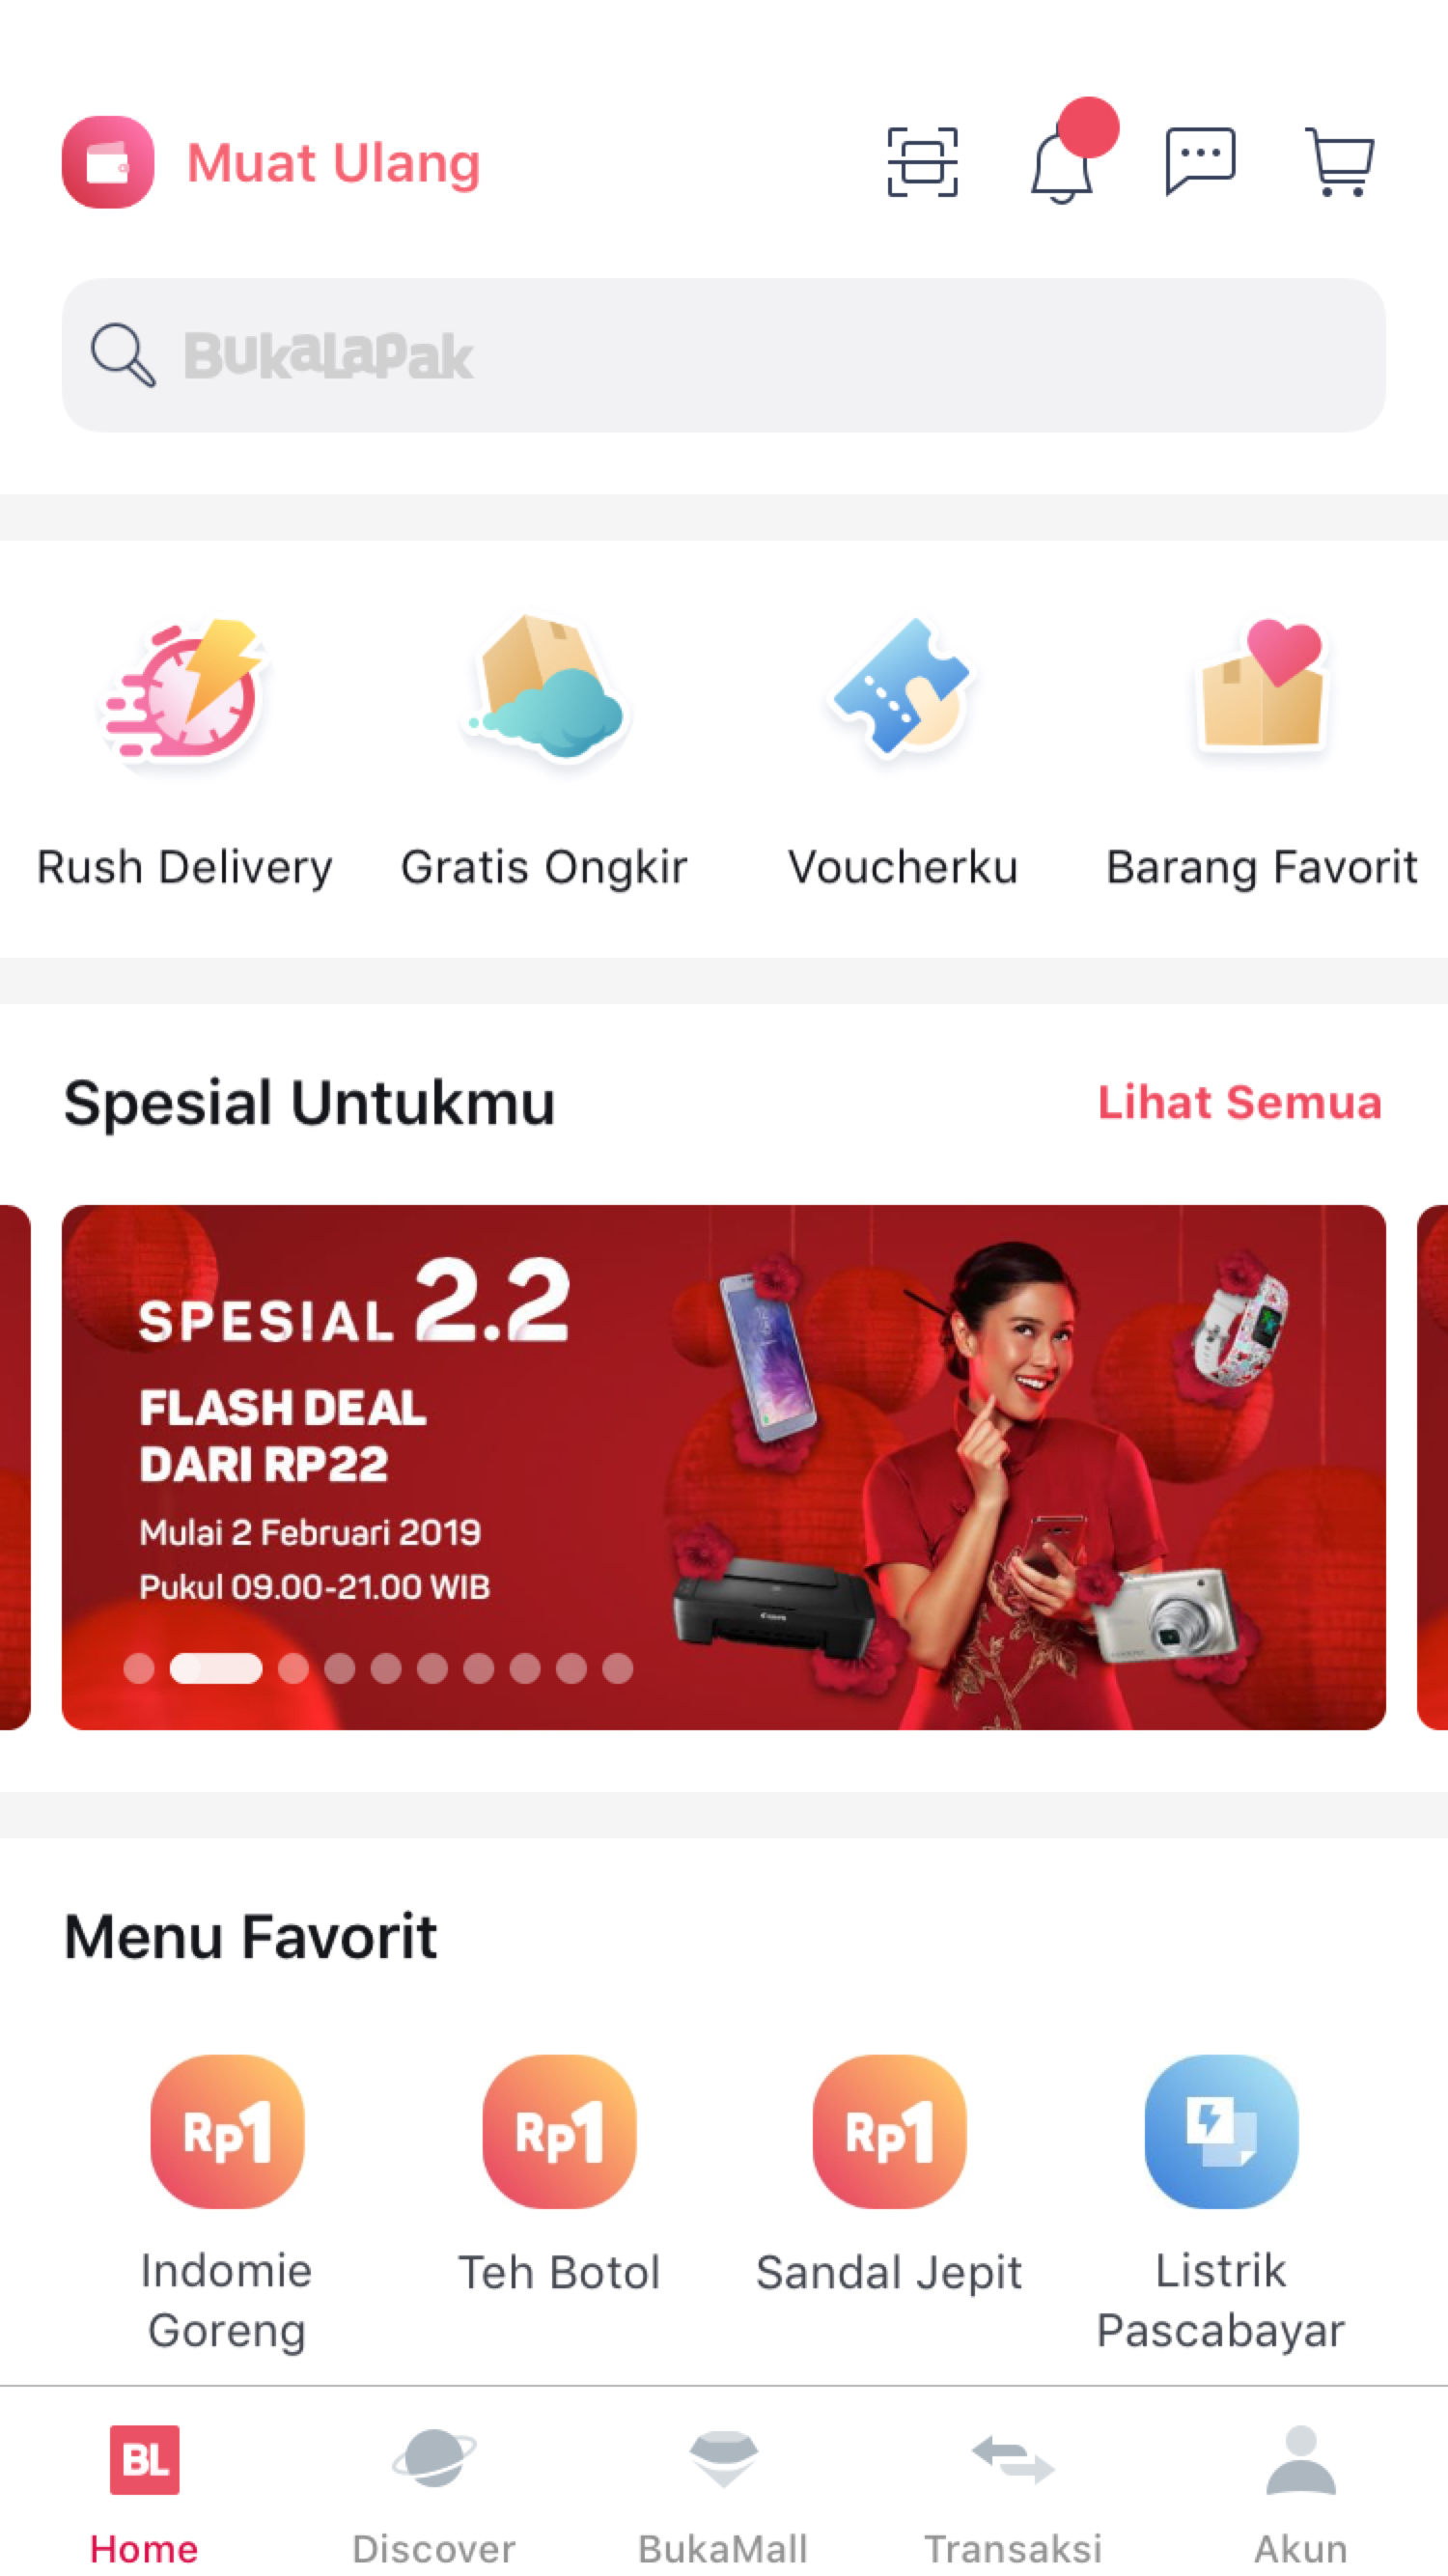 Muat Ulang
BukaLapak
Rush Delivery
Gratis Ongkir
Voucherku
Barang Favorit
Spesial Untukmu
Lihat Semua
SPESIAL 2.2
FLASH DEAL
DARI RP22
Mulai 2 Februari 2019
Pukul 09.00-21.00 WIB
Canon
Menu Favorit
Rp1
Rp1
Rp1
Indomie
Goreng
Teh Botol
Sandal Jepit
Listrik
Pascabayar
BL
Home
Discover
BukaMall
Transaksi
Akun